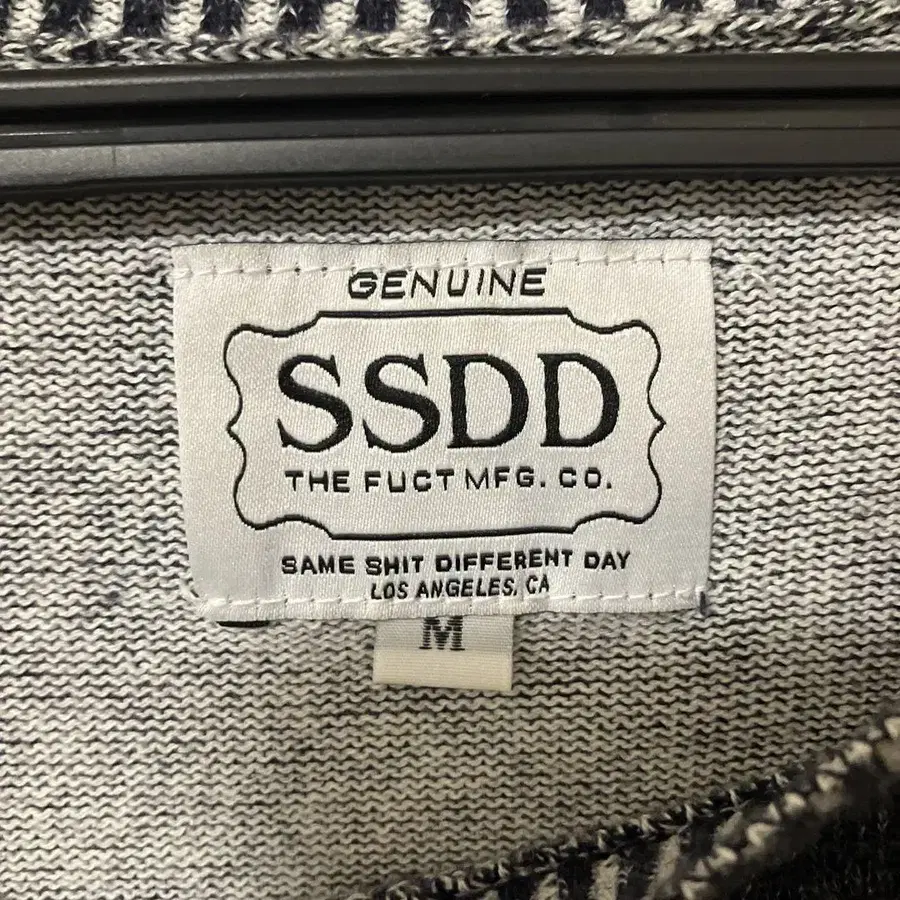 GENUINE
SSDD
THE FUCT MFG. CO.
SAME SHIT DIFFERENT DAY
LOS ANGELES, CA
M